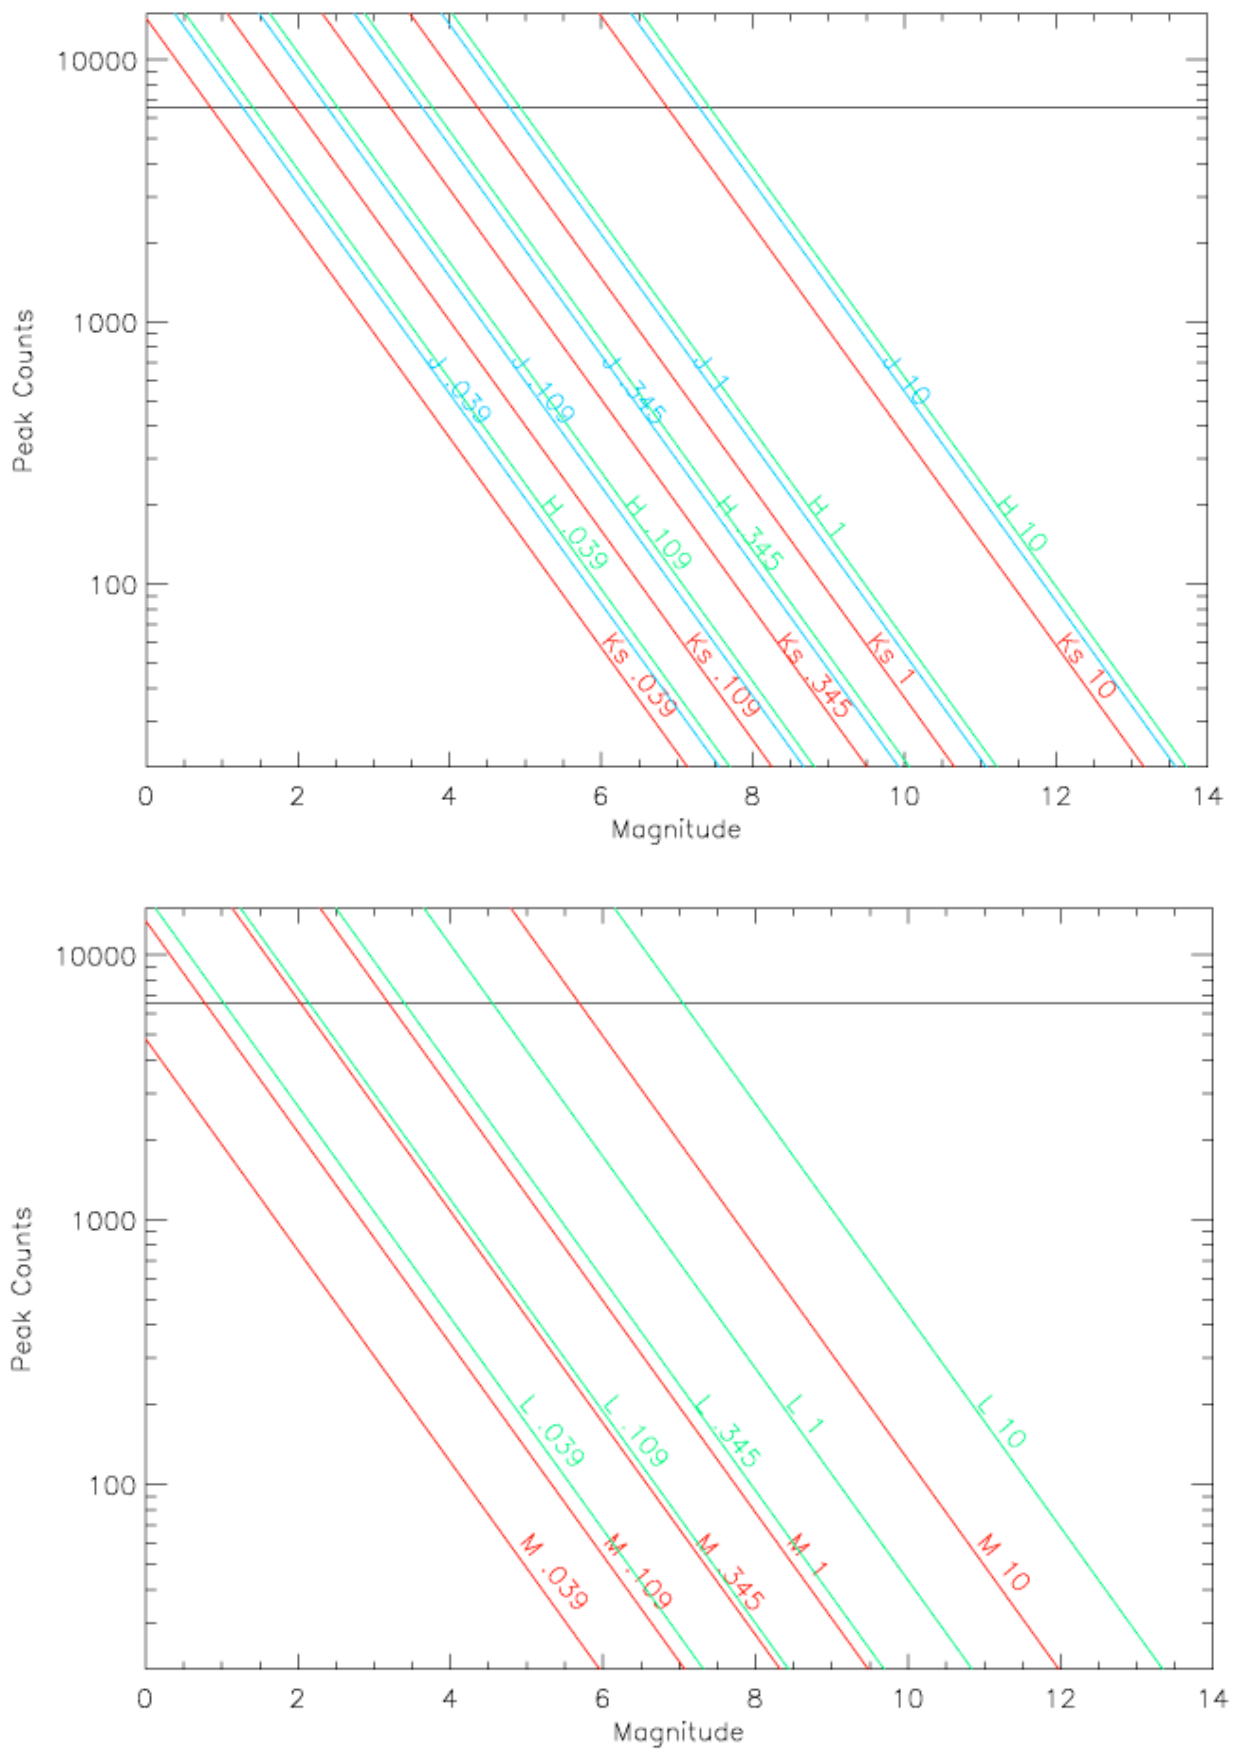 10000
1000
100
Peak Counts
J .039
J .109
J .345
J 1
J 10
H .039
H .109
H .345
H 1
H 10
Ks .039
Ks .109
Ks .345
Ks 1
Ks 10
0 2 4 6 8 10 12 14
Magnitude
10000
1000
100
Peak Counts
L .039
L .109
L .345
L 1
L 10
M .039
M .109
M .345
M 1
M 10
0 2 4 6 8 10 12 14
Magnitude